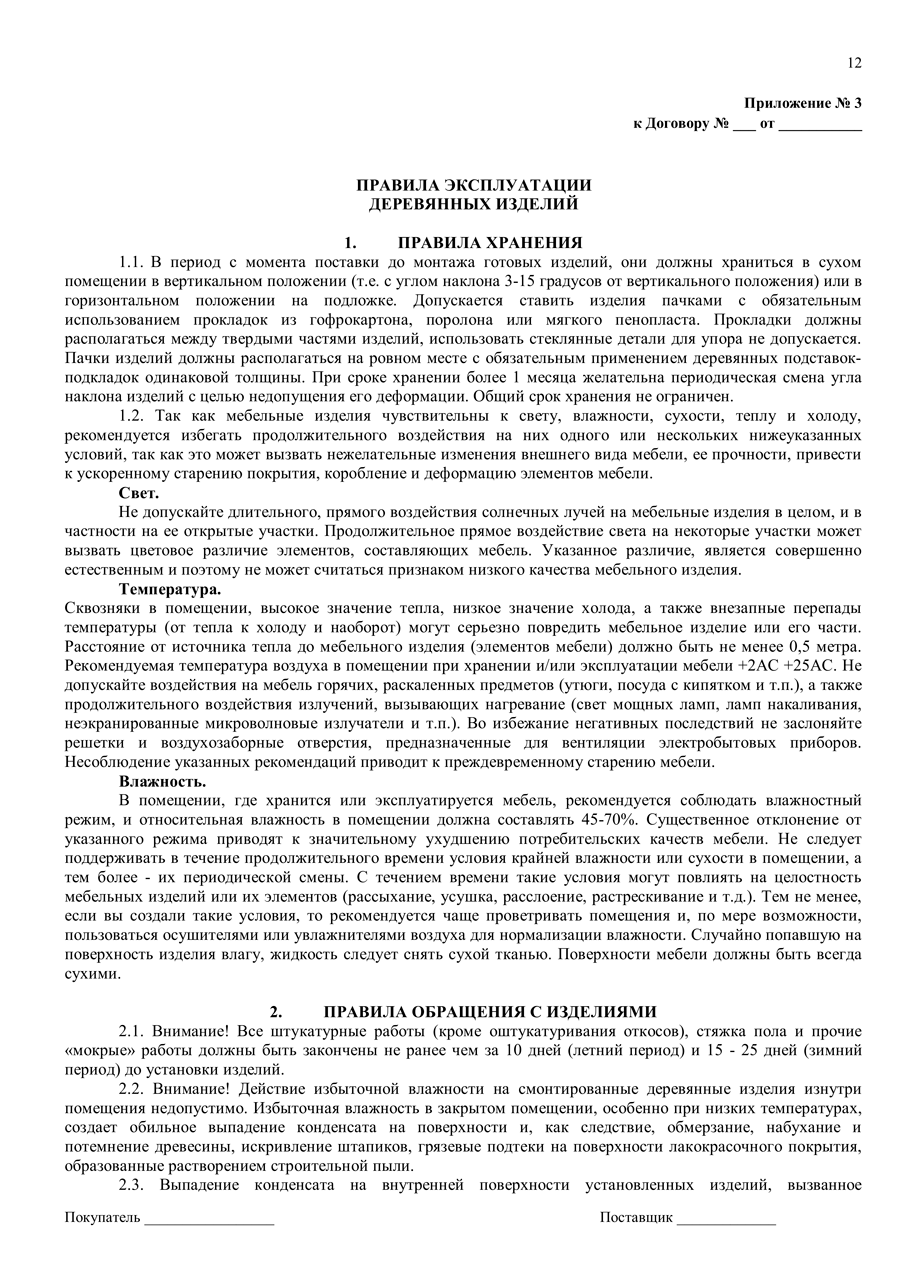 12
Приложение № 3
к Договору № ___ от ___________
ПРАВИЛА ЭКСПЛУАТАЦИИ
ДЕРЕВЯННЫХ ИЗДЕЛИЙ
1. ПРАВИЛА ХРАНЕНИЯ
1.1. В период с момента поставки до монтажа готовых изделий, они должны храниться в сухом
помещении в вертикальном положении (т.е. с углом наклона 3-15 градусов от вертикального положения) или в
горизонтальном положении на подложке. Допускается ставить изделия пачками с обязательным
использованием прокладок из гофрокартона, поролона или мягкого пенопласта. Прокладки должны
располагаться между твердыми частями изделий, использовать стеклянные детали для упора не допускается.
Пачки изделий должны располагаться на ровном месте с обязательным применением деревянных подставок-
подкладок одинаковой толщины. При сроке хранении более 1 месяца желательна периодическая смена угла
наклона изделий с целью недопущения его деформации. Общий срок хранения не ограничен.
1.2. Так как мебельные изделия чувствительны к свету, влажности, сухости, теплу и холоду,
рекомендуется избегать продолжительного воздействия на них одного или нескольких нижеуказанных
условий, так как это может вызвать нежелательные изменения внешнего вида мебели, ее прочности, привести
к ускоренному старению покрытия, коробление и деформацию элементов мебели.
Свет.
Не допускайте длительного, прямого воздействия солнечных лучей на мебельные изделия в целом, и в
частности на ее открытые участки. Продолжительное прямое воздействие света на некоторые участки может
вызвать цветовое различие элементов, составляющих мебель. Указанное различие, является совершенно
естественным и поэтому не может считаться признаком низкого качества мебельного изделия.
Температура.
Сквозняки в помещении, высокое значение тепла, низкое значение холода, а также внезапные перепады
температуры (от тепла к холоду и наоборот) могут серьезно повредить мебельное изделие или его части.
Расстояние от источника тепла до мебельного изделия (элементов мебели) должно быть не менее 0,5 метра.
Рекомендуемая температура воздуха в помещении при хранении и/или эксплуатации мебели +2АС +25АС. Не
допускайте воздействия на мебель горячих, раскаленных предметов (утюги, посуда с кипятком и т.п.), а также
продолжительного воздействия излучений, вызывающих нагревание (свет мощных ламп, ламп накаливания,
неэкранированные микроволновые излучатели и т.п.). Во избежание негативных последствий не заслоняйте
решетки и воздухозаборные отверстия, предназначенные для вентиляции электробытовых приборов.
Несоблюдение указанных рекомендаций приводит к преждевременному старению мебели.
Влажность.
В помещении, где хранится или эксплуатируется мебель, рекомендуется соблюдать влажностный
режим, и относительная влажность в помещении должна составлять 45-70%. Существенное отклонение от
указанного режима приводят к значительному ухудшению потребительских качеств мебели. Не следует
поддерживать в течение продолжительного времени условия крайней влажности или сухости в помещении, а
тем более - их периодической смены. С течением времени такие условия могут повлиять на целостность
мебельных изделий или их элементов (рассыхание, усушка, расслоение, растрескивание и т.д.). Тем не менее,
если вы создали такие условия, то рекомендуется чаще проветривать помещения и, по мере возможности,
пользоваться осушителями или увлажнителями воздуха для нормализации влажности. Случайно попавшую на
поверхность изделия влагу, жидкость следует снять сухой тканью. Поверхности мебели должны быть всегда
сухими.
2. ПРАВИЛА ОБРАЩЕНИЯ С ИЗДЕЛИЯМИ
2.1. Внимание! Все штукатурные работы (кроме оштукатуривания откосов), стяжка пола и прочие
«мокрые» работы должны быть закончены не ранее чем за 10 дней (летний период) и 15 - 25 дней (зимний
период) до установки изделий.
2.2. Внимание! Действие избыточной влажности на смонтированные деревянные изделия изнутри
помещения недопустимо. Избыточная влажность в закрытом помещении, особенно при низких температурах,
создает обильное выпадение конденсата на поверхности и, как следствие, обмерзание, набухание и
потемнение древесины, искривление штапиков, грязевые подтеки на поверхности лакокрасочного покрытия,
образованные растворением строительной пыли.
2.3. Выпадение конденсата на внутренней поверхности установленных изделий, вызванное
Покупатель _________________ Поставщик _____________